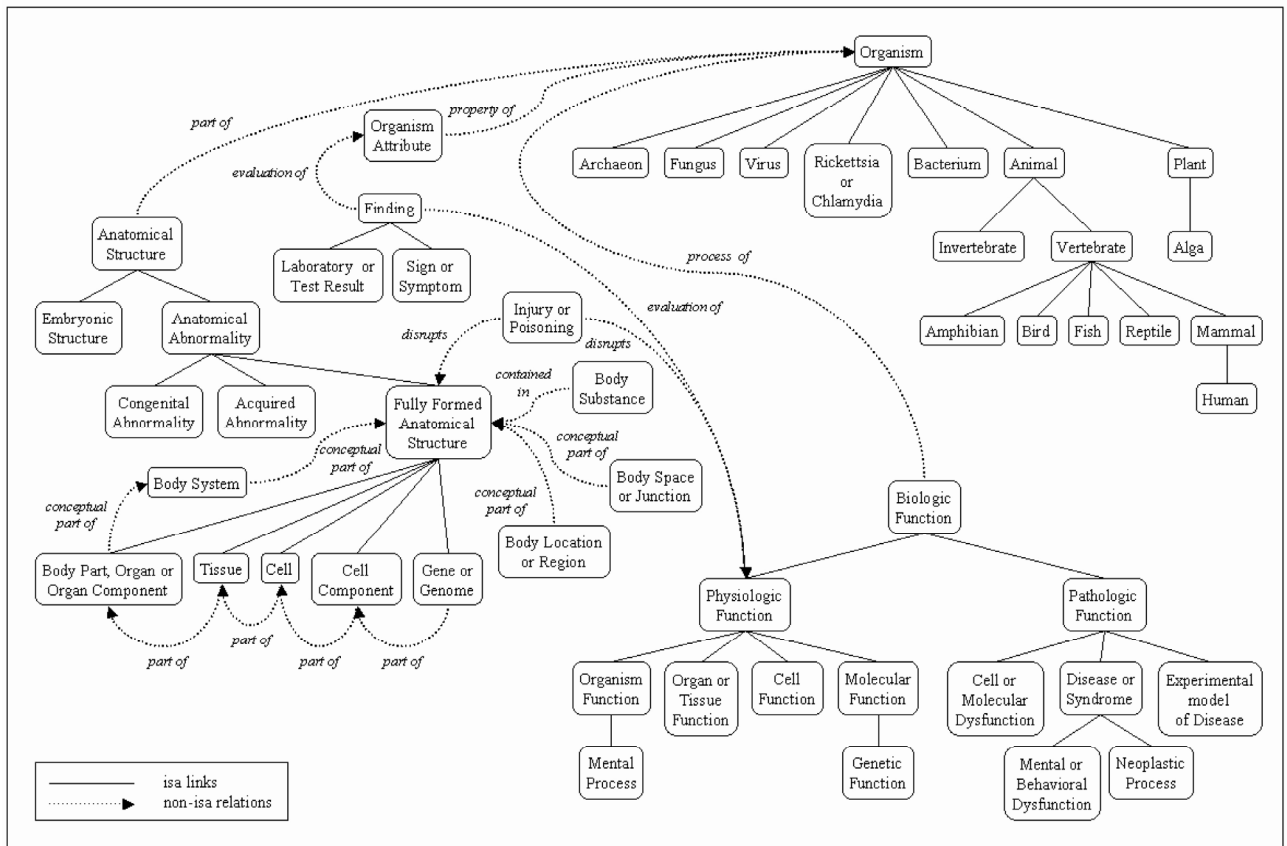 Organism
part of
property of
Organism
Attribute
Archaeon
Fungus
Virus
Rickettsia
or
Chlamydia
Bacterium
Animal
Plant
evaluation of
Finding
Anatomical
Structure
Laboratory or
Test Result
Sign or
Symptom
process of
Invertebrate
Vertebrate
Alga
Embryonic
Structure
Anatomical
Abnormality
Injury or
Poisoning
evaluation of
disrupts
disrupts
Amphibian
Bird
Fish
Reptile
Mammal
Congenital
Abnormality
Acquired
Abnormality
Fully Formed
Anatomical
Structure
contained
in
Body
Substance
Human
conceptual
part of
conceptual
part of
Body System
Body Space
or Junction
conceptual
part of
conceptual
part of
Body Location
or Region
Biologic
Function
Body Part, Organ or
Organ Component
Tissue
Cell
Cell
Component
Gene or
Genome
part of
part of
part of
part of
Physiologic
Function
Pathologic
Function
Organism
Function
Organ or
Tissue
Function
Cell
Function
Molecular
Function
Cell or
Molecular
Dysfunction
Disease or
Syndrome
Experimental
model
of Disease
Mental
Process
Genetic
Function
Mental or
Behavioral
Dysfunction
Neoplastic
Process
isa links
non-isa relations